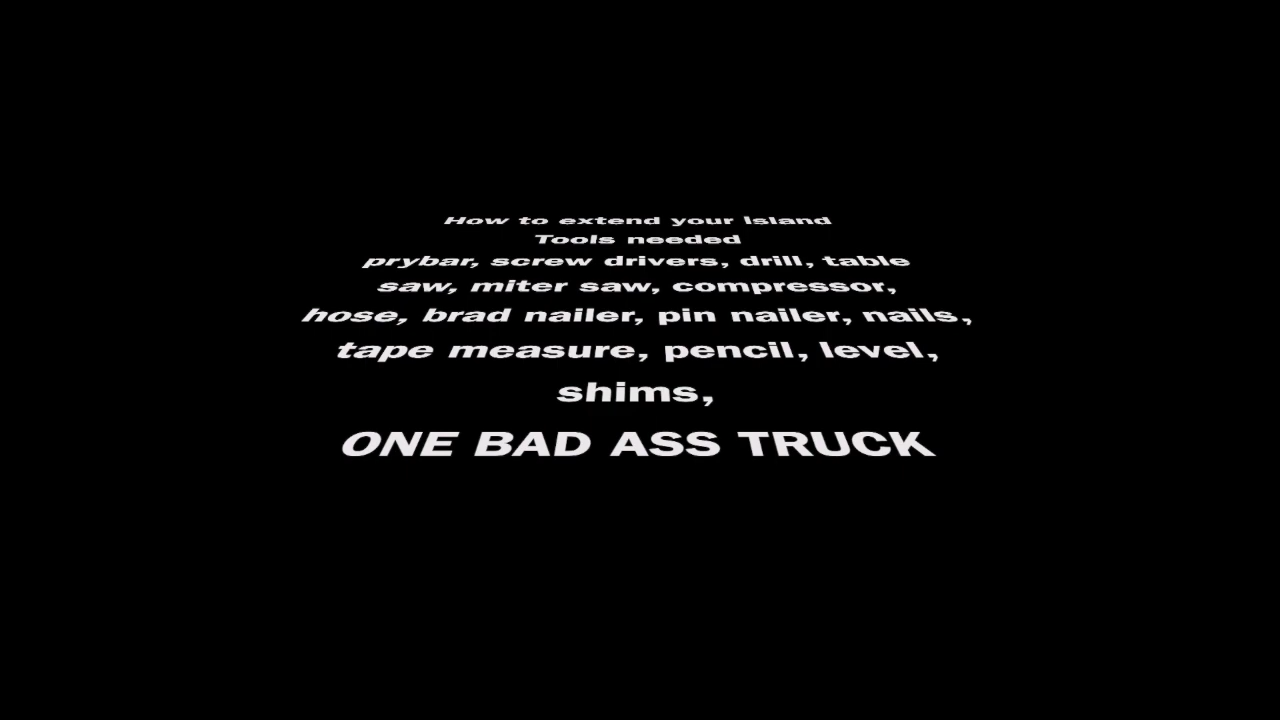 How to extend your Island
Tools needed
prybar, screw drivers, drill, table
saw, miter saw, compressor,
hose, brad nailer, pin nailer, nails,
tape measure, pencil, level,
shims,
ONE BAD ASS TRUCK